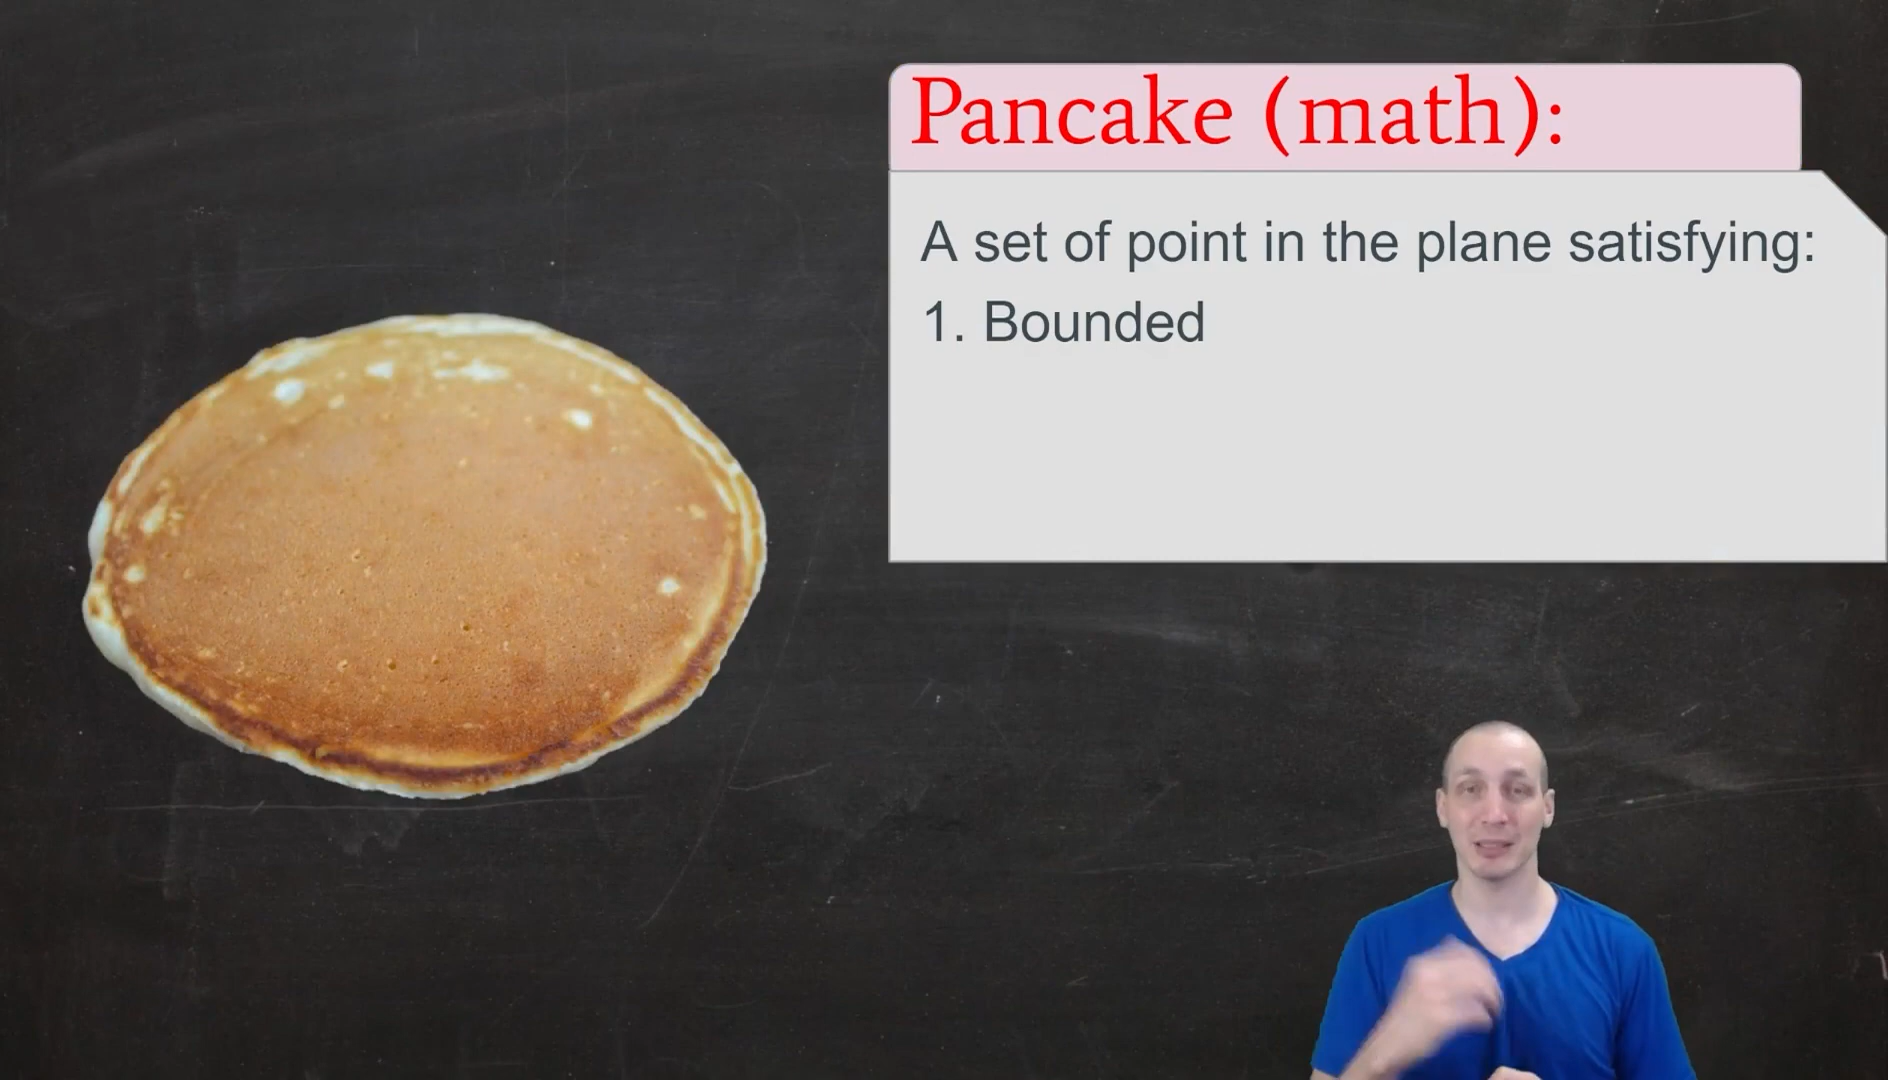 Pancake (math):
A set of point in the plane satisfying:
1. Bounded